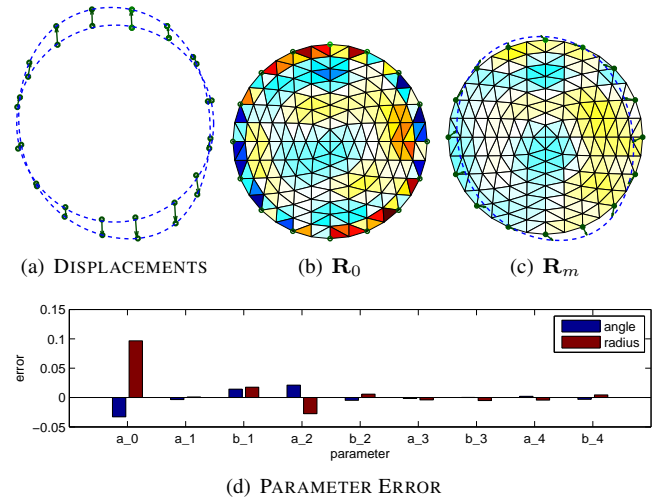 (a) DISPLACEMENTS
(b) R₀
(c) Rₘ
0.15
0.1
0.05
0
−0.05
error
angle
radius
a_0 a_1 b_1 a_2 b_2 a_3 b_3 a_4 b_4
parameter
(d) PARAMETER ERROR